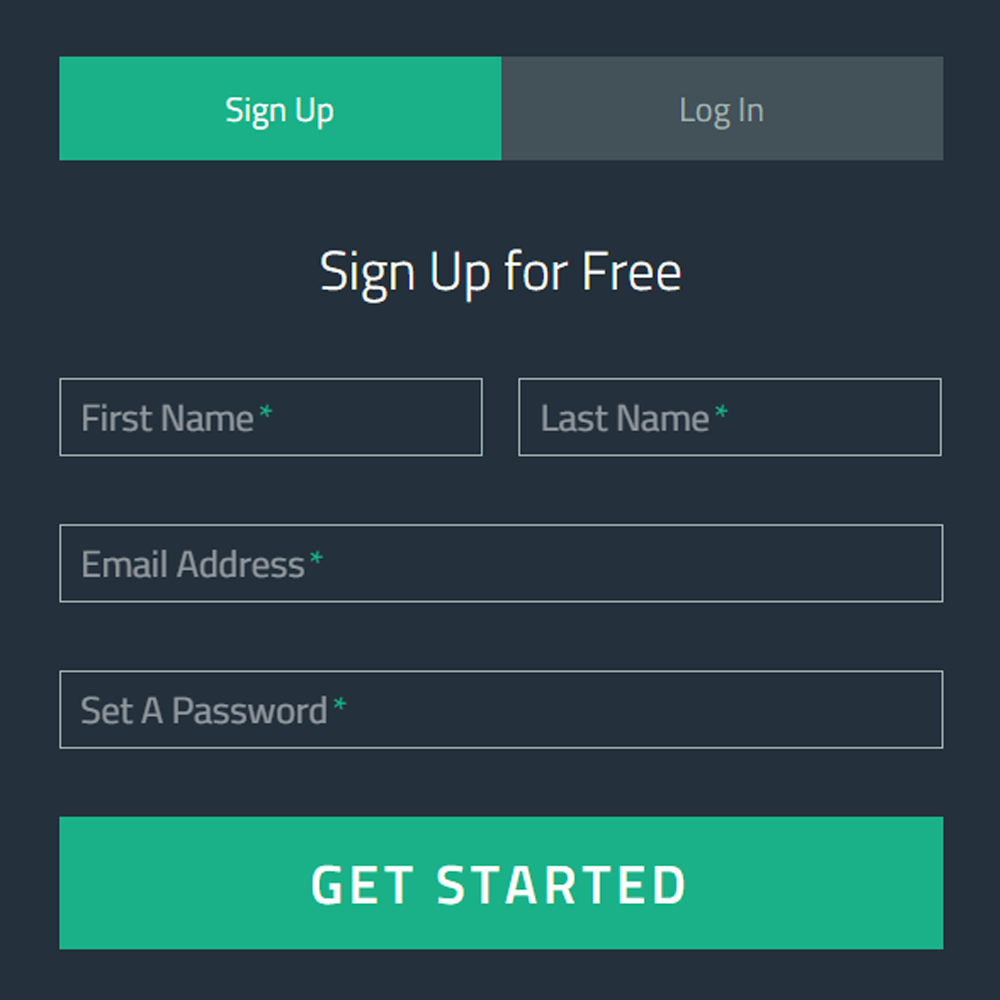 Sign Up Log In
Sign Up for Free
First Name* Last Name*
Email Address*
Set A Password*
GET STARTED